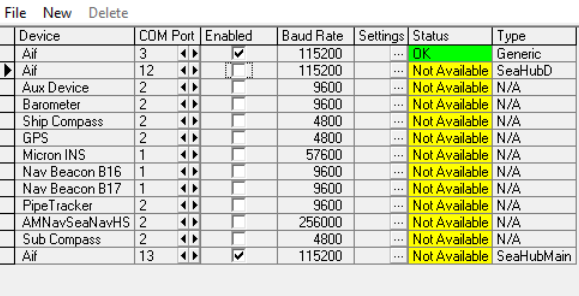 File New Delete
Device COM Port Enabled Baud Rate Settings Status Type
Aif 3 115200 ... OK Generic
Aif 12 115200 ... Not Available SeaHubD
Aux Device 2 9600 ... Not Available N/A
Barometer 2 9600 ... Not Available N/A
Ship Compass 2 4800 ... Not Available N/A
GPS 2 4800 ... Not Available N/A
Micron INS 1 57600 ... Not Available N/A
Nav Beacon B16 1 9600 ... Not Available N/A
Nav Beacon B17 1 9600 ... Not Available N/A
PipeTracker 2 9600 ... Not Available N/A
AMNavSeaNavHS 2 256000 ... Not Available N/A
Sub Compass 2 4800 ... Not Available N/A
Aif 13 115200 ... Not Available SeaHubMain